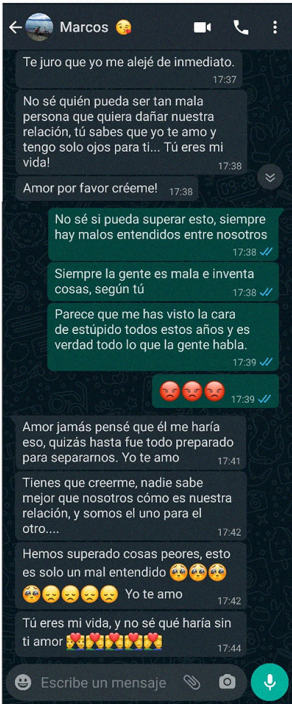 Marcos 😘
Te juro que yo me alejé de inmediato.
17:37
No sé quién pueda ser tan mala
persona que quiera dañar nuestra
relación, tú sabes que yo te amo y
tengo solo ojos para ti... Tú eres mi
vida!
17:38
Amor por favor créeme! 17:38
No sé si pueda superar esto, siempre
hay malos entendidos entre nosotros
17:38
Siempre la gente es mala e inventa
cosas, según tú
17:38
Parece que me has visto la cara
de estúpido todos estos años y es
verdad todo lo que la gente habla.
17:39
😡😡😡 17:39
Amor jamás pensé que él me haría
eso, quizás hasta fue todo preparado
para separarnos. Yo te amo
17:41
Tienes que creerme, nadie sabe
mejor que nosotros cómo es nuestra
relación, y somos el uno para el
otro....
17:42
Hemos superado cosas peores, esto
es solo un mal entendido 🥺🥺🥺
🥺😞😞😞😞 Yo te amo
17:42
Tú eres mi vida, y no sé qué haría sin
ti amor 👩‍❤️‍👨👩‍❤️‍👨👩‍❤️‍👨👩‍❤️‍👨👩‍❤️‍👨
17:44
Escribe un mensaje